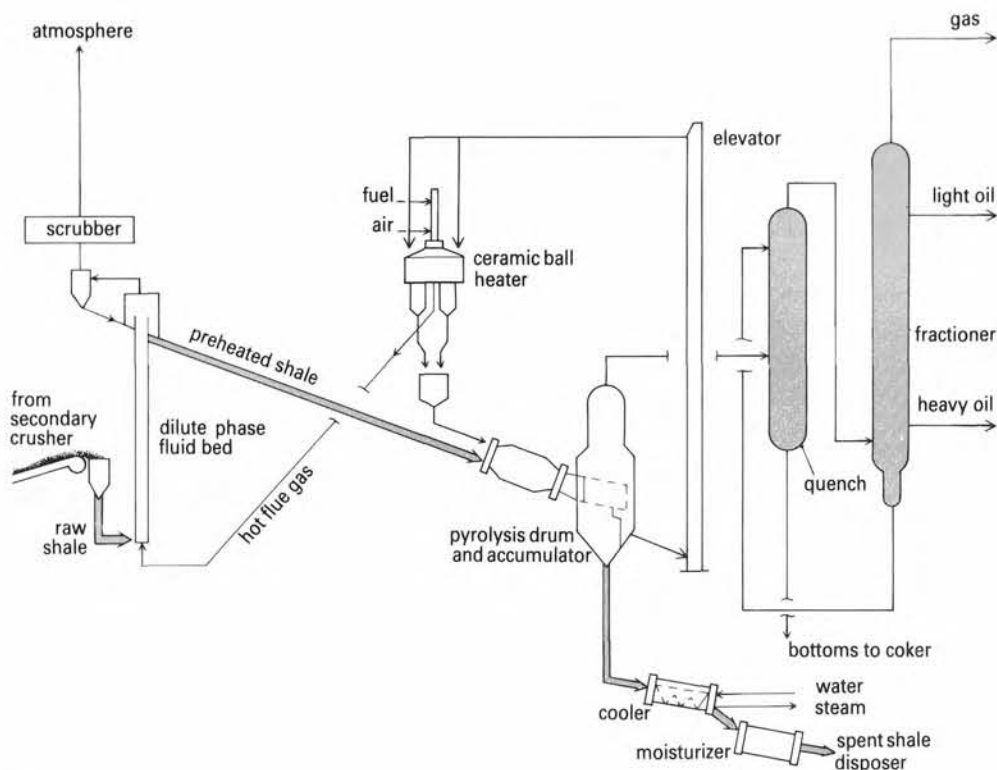 gas
atmosphere
elevator
fuel
air
light oil
scrubber
ceramic ball
heater
preheated shale
fractioner
from
secondary
crusher
dilute phase
fluid bed
heavy oil
quench
hot flue gas
raw
shale
pyrolysis drum
and accumulator
bottoms to coker
water
steam
cooler
moisturizer
spent shale
disposer